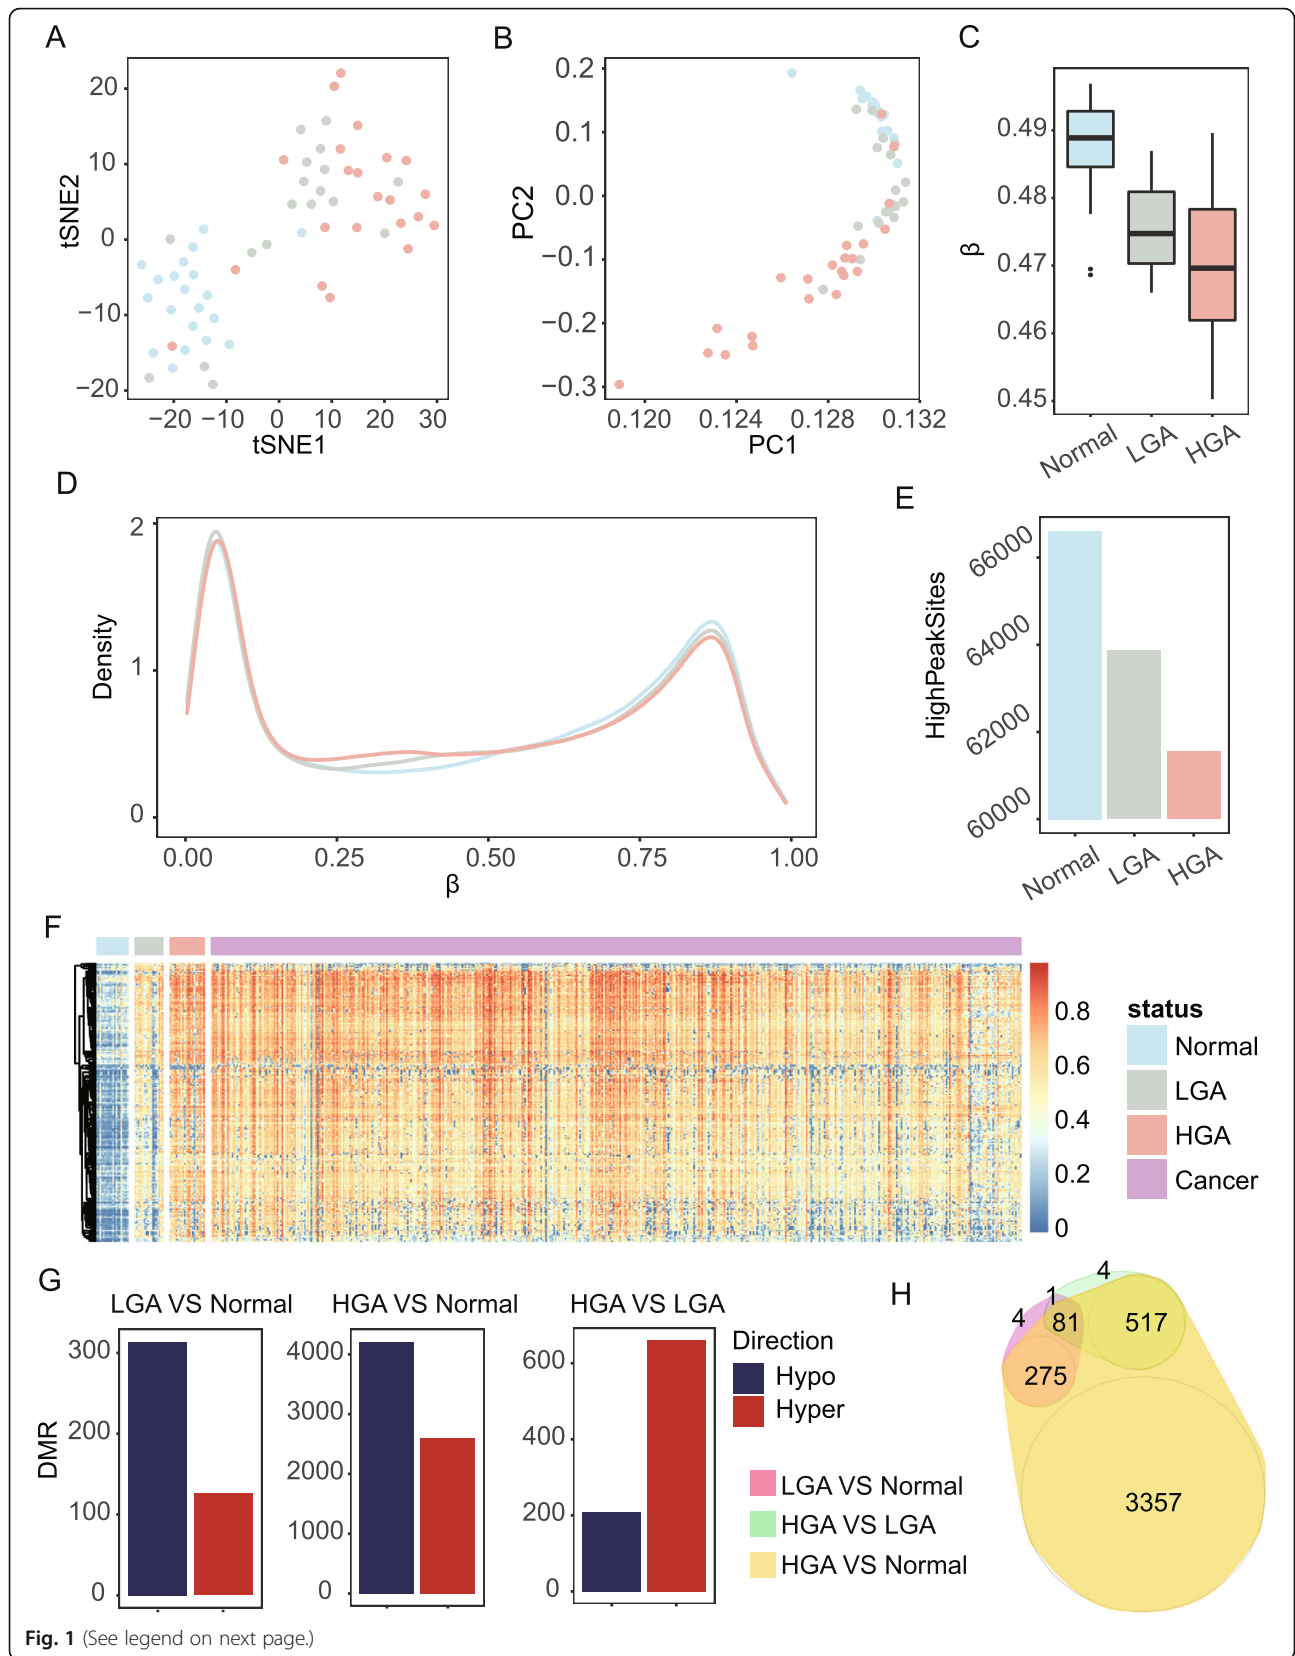 A
B
C
20
10
0
−10
−20
tSNE2
−20 −10 0 10 20 30
tSNE1
0.2
0.1
0.0
−0.1
−0.2
−0.3
PC2
0.120 0.124 0.128 0.132
PC1
0.49
0.48
0.47
0.46
0.45
β
Normal LGA HGA
D
2
1
0
Density
0.00 0.25 0.50 0.75 1.00
β
E
66000
64000
62000
60000
HighPeakSites
Normal LGA HGA
F
0.8
0.6
0.4
0.2
0
status
Normal
LGA
HGA
Cancer
G
LGA VS Normal
300
200
100
0
DMR
HGA VS Normal
4000
3000
2000
1000
0
HGA VS LGA
600
400
200
0
Direction
Hypo
Hyper
LGA VS Normal
HGA VS LGA
HGA VS Normal
H
4
1
4
81
517
275
3357
Fig. 1 (See legend on next page.)